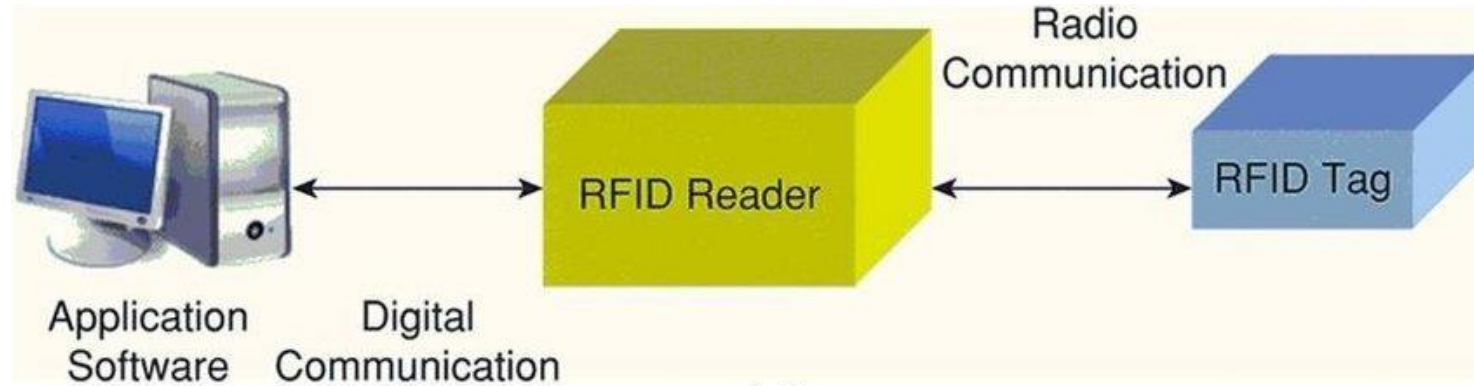 Radio
Communication
RFID Reader
RFID Tag
Application
Software
Digital
Communication